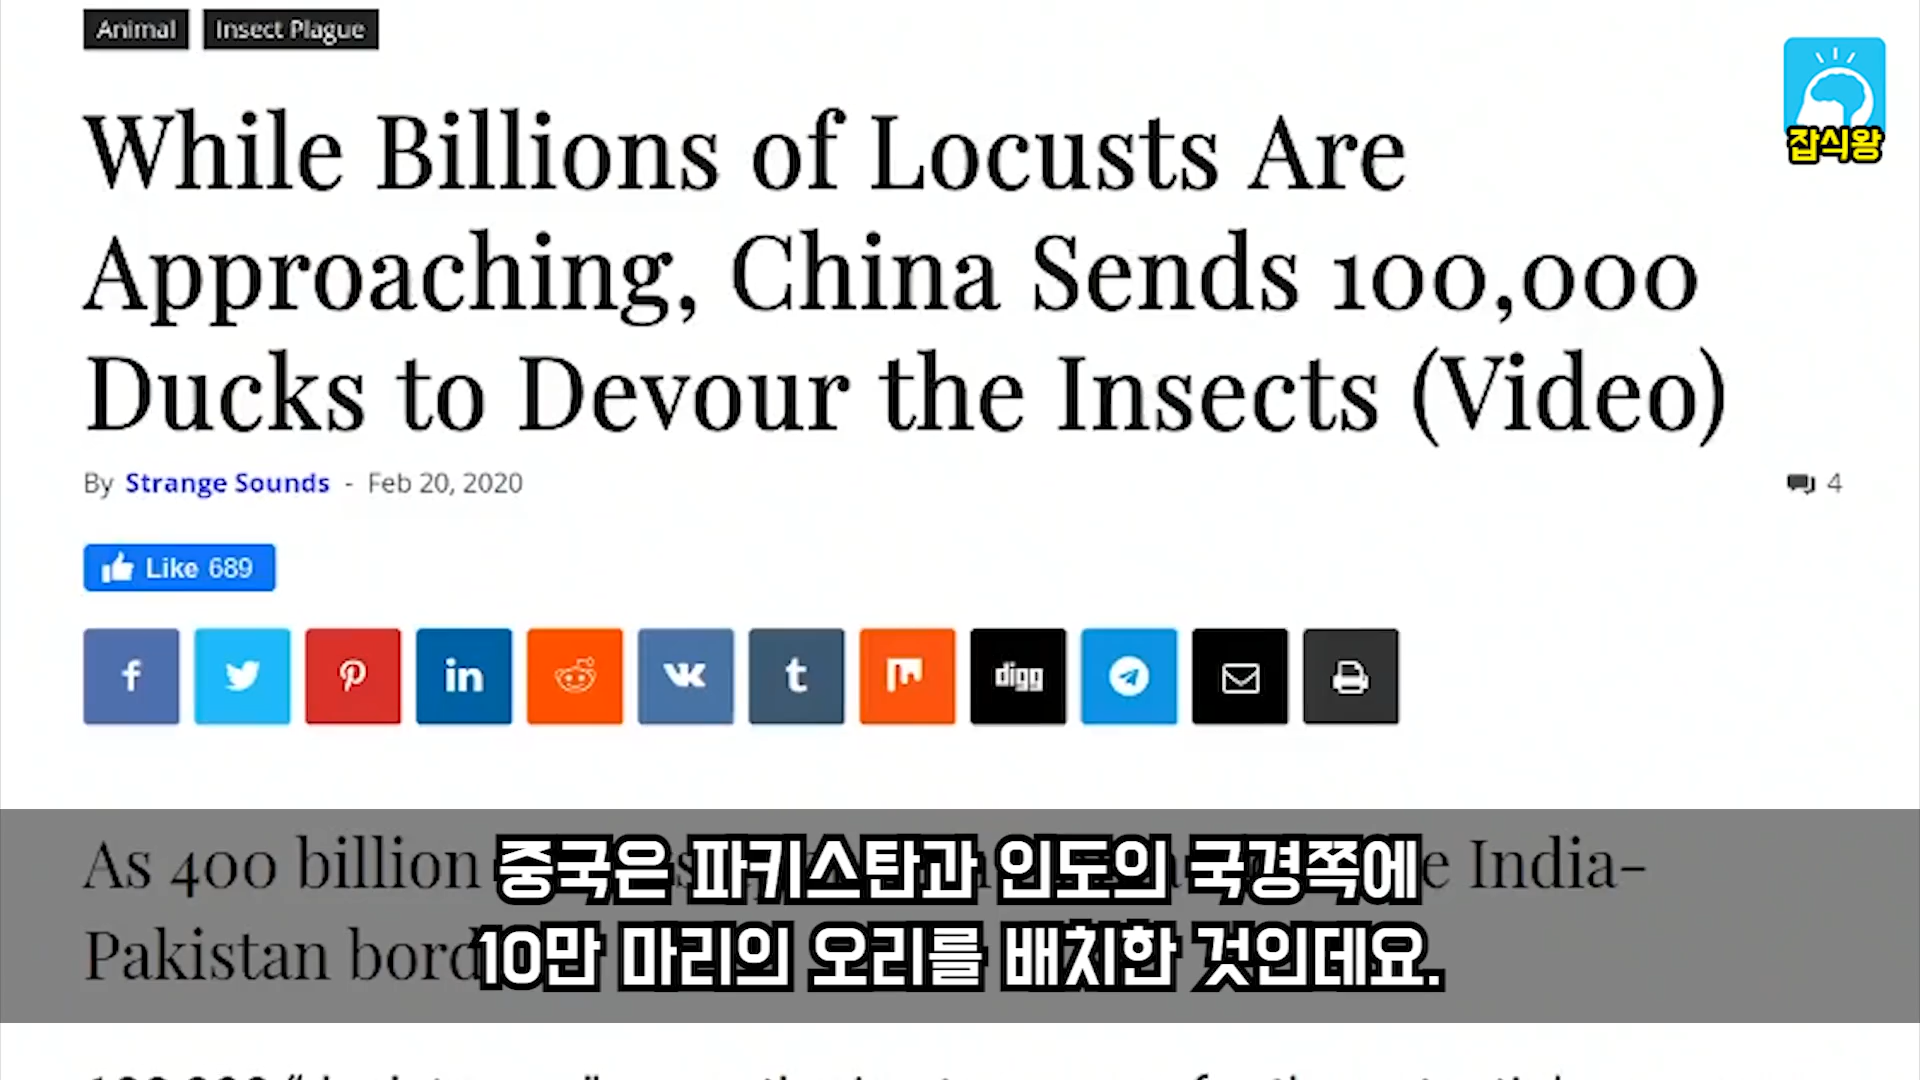 Animal
Insect Plague
잡식왕
While Billions of Locusts Are
Approaching, China Sends 100,000
Ducks to Devour the Insects (Video)
By Strange Sounds - Feb 20, 2020
4
Like 689
f
in
vk
t
digg
As 400 billion
e India-
Pakistan bord
중국은 파키스탄과 인도의 국경쪽에
10만 마리의 오리를 배치한 것인데요.